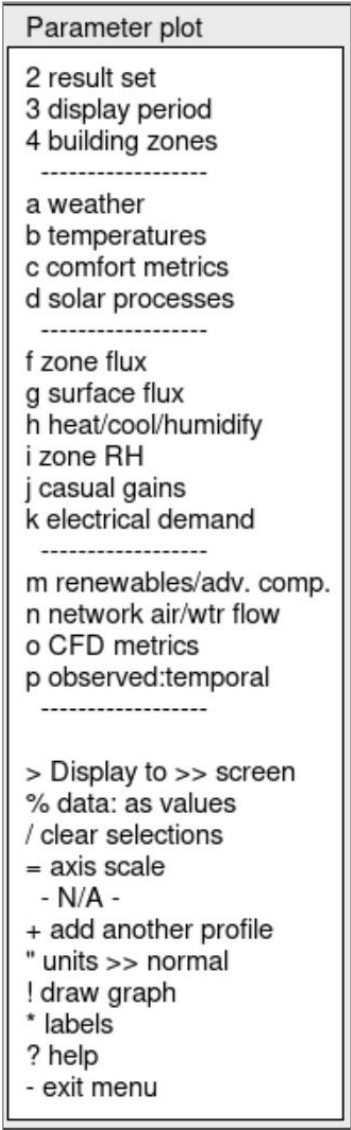 Parameter plot
2 result set
3 display period
4 building zones
------------------
a weather
b temperatures
c comfort metrics
d solar processes
------------------
f zone flux
g surface flux
h heat/cool/humidify
i zone RH
j casual gains
k electrical demand
------------------
m renewables/adv. comp.
n network air/wtr flow
o CFD metrics
p observed:temporal
------------------
> Display to >> screen
% data: as values
/ clear selections
= axis scale
- N/A -
+ add another profile
" units >> normal
! draw graph
* labels
? help
- exit menu